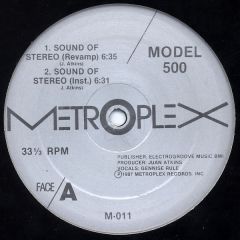 1. SOUND OF
STEREO (Revamp) 6:35
(J. Atkins)
2. SOUND OF
STEREO (Inst.) 6:31
(J. Atkins)
MODEL
500
METROPLEX
33⅓ RPM
PUBLISHER: ELECTROGROOVE MUSIC BMI
PRODUCER: JUAN ATKINS
VOCALS: GENNISE RULE
℗1987 METROPLEX RECORDS, INC
FACE A
M-011